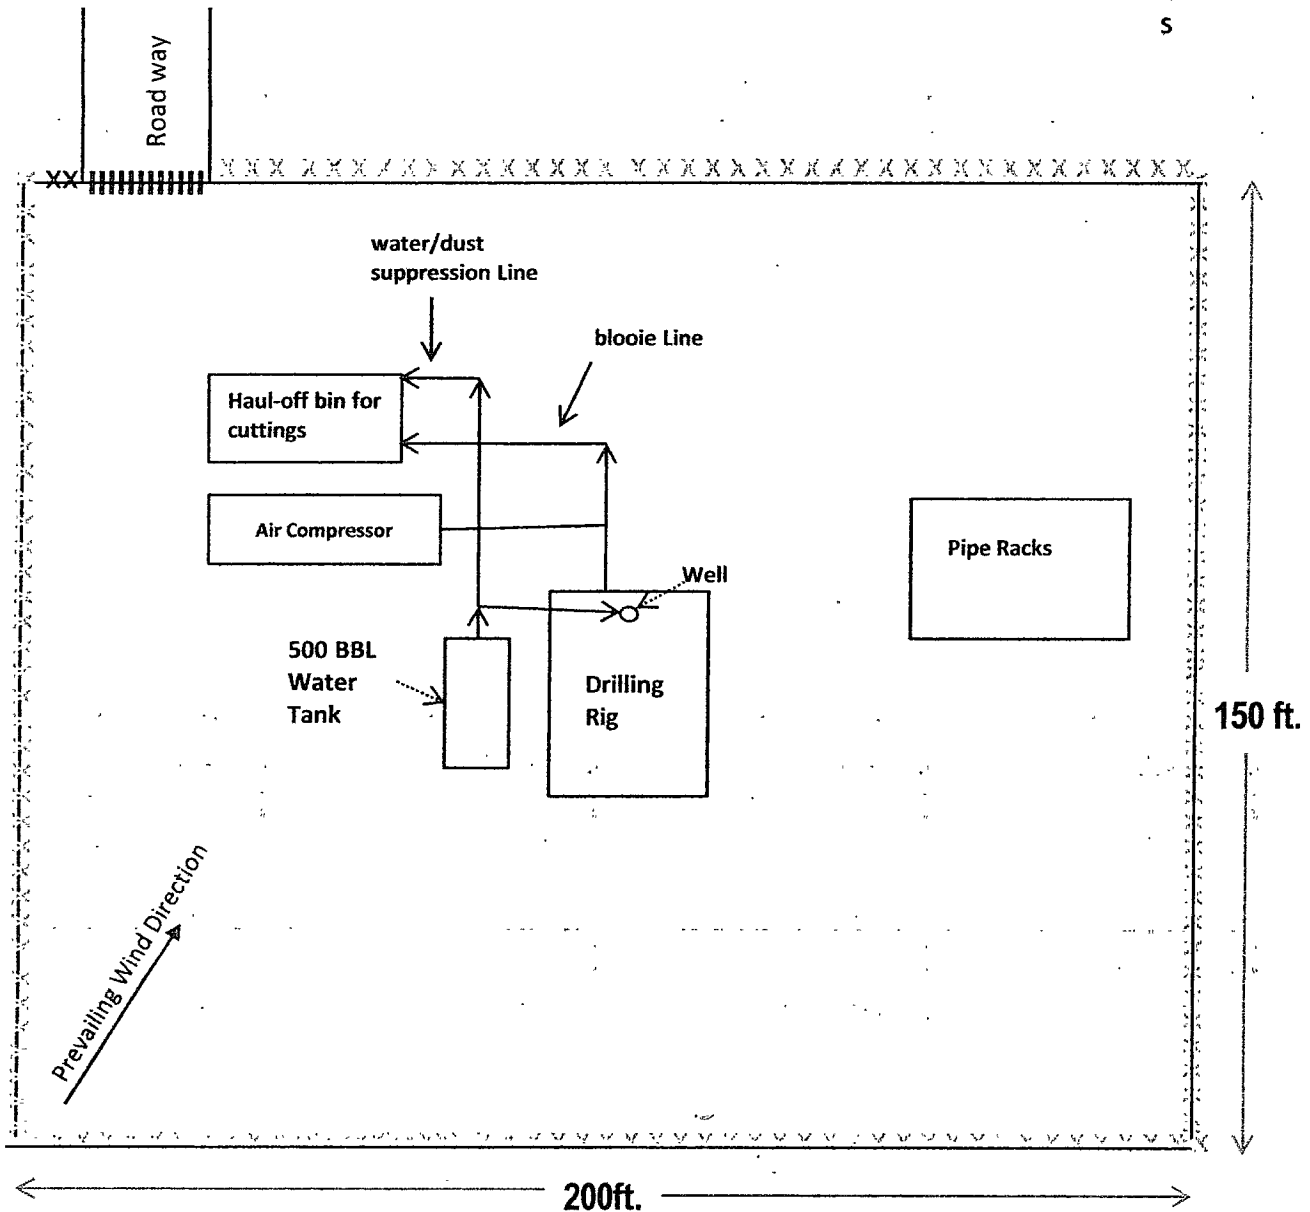 S
Road way
XX
water/dust
suppression Line
blooie Line
Haul-off bin for
cuttings
Air Compressor
Pipe Racks
Well
500 BBL
Water
Tank
Drilling
Rig
150 ft.
Prevailing Wind Direction
200ft.